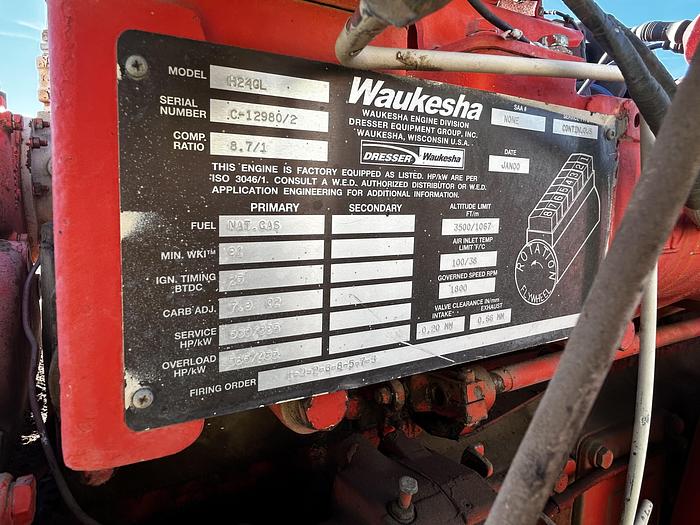 MODEL H24GL
SERIAL NUMBER C-12980/2
COMP. RATIO 8.7/1
Waukesha
WAUKESHA ENGINE DIVISION
DRESSER EQUIPMENT GROUP, INC.
WAUKESHA, WISCONSIN U.S.A.
DRESSER Waukesha
SAA # NONE
CONTINUOUS
DATE JAN00
THIS ENGINE IS FACTORY EQUIPPED AS LISTED. HP/kW ARE PER
ISO 3046/1. CONSULT A W.E.D. AUTHORIZED DISTRIBUTOR OR W.E.D.
APPLICATION ENGINEERING FOR ADDITIONAL INFORMATION.
PRIMARY SECONDARY
FUEL NAT.GAS
MIN. WKI™ 91
IGN. TIMING °BTDC
CARB ADJ.
SERVICE HP/kW
OVERLOAD HP/kW
FIRING ORDER
ALTITUDE LIMIT FT/m
3500/1067
AIR INLET TEMP LIMIT °F/C
100/38
GOVERNED SPEED RPM
1800
VALVE CLEARANCE IN/mm
INTAKE EXHAUST
0.20 MM 0.66 MM
ROTATION
FLYWHEEL